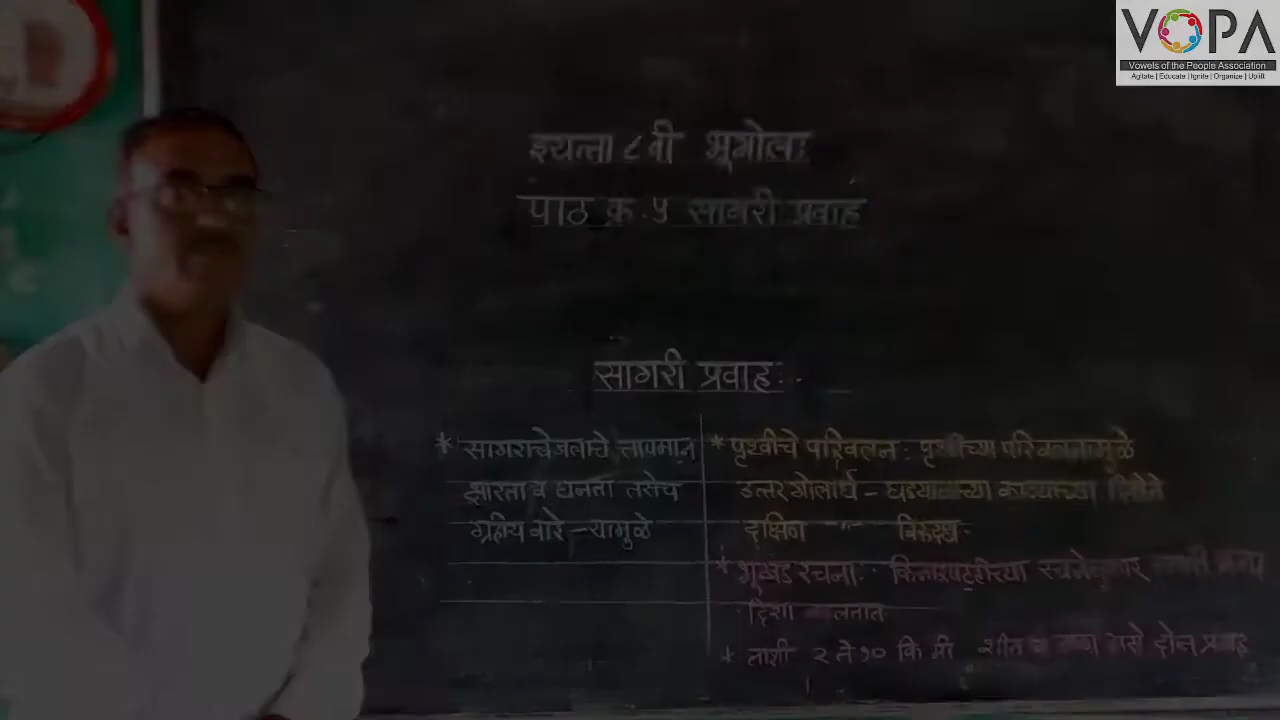 VOPA
Vowels of the People Association
Agitate | Educate | Ignite | Organize | Uplift
इयत्ता ८ वी भूगोलः
पाठ क्र. ५ सागरी प्रवाह
सागरी प्रवाहः-
* सागराचे जलाचे तापमान
क्षारता व घनता तसेच
ग्रहीय वारे - यामुळे
* पृथ्वीचे परिवलन : पृथ्वीच्या परिवलनामुळे
उत्तर गोलार्ध - घड्याळाच्या काट्याच्या दिशेने
दक्षिण -"- विरुद्ध -
* भूखंड रचना : किनारपट्टीच्या रचनेनुसार
दिशा बदलतात
* ताशी २ ते १० कि मी शीत व उष्ण असे दोन प्रवाह